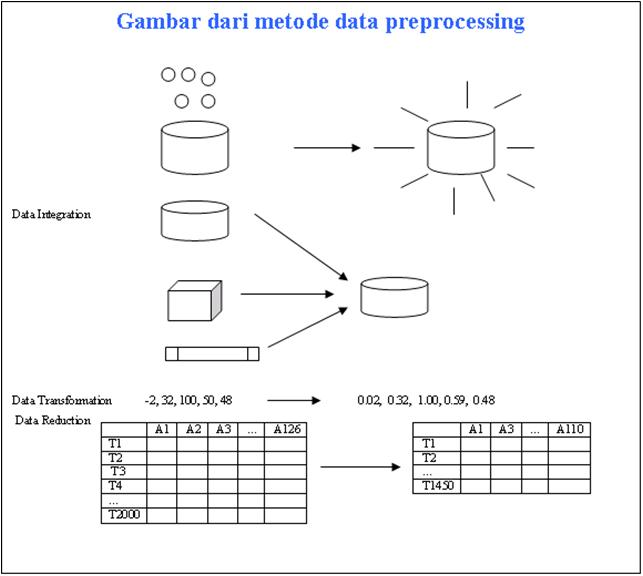 Gambar dari metode data preprocessing
Data Integration
Data Transformation -2, 32, 100, 50, 48 0.02, 0.32, 1.00, 0.59, 0.48
Data Reduction
A1 A2 A3 ... A126
T1
T2
T3
T4
...
T2000
A1 A3 ... A110
T1
T2
...
T1450